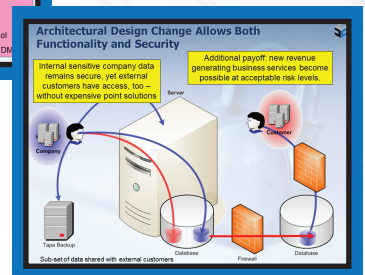 ol
DM
Architectural Design Change Allows Both
Functionality and Security
Internal sensitive company data
remains secure, yet external
customers have access, too –
without expensive point solutions
Additional payoff: new revenue
generating business services become
possible at acceptable risk levels.
Server
Company
Customer
Tape Backup
Database
Firewall
Database
Sub-set of data shared with external customers